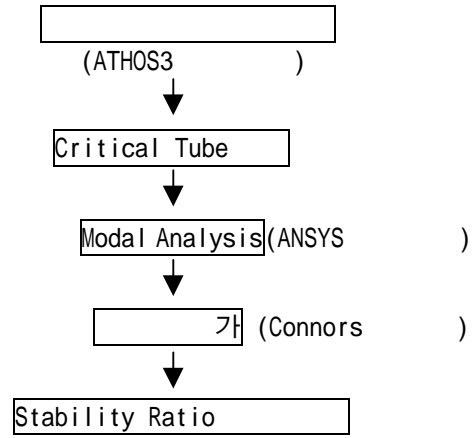 (ATHOS3 )
Critical Tube
Modal Analysis(ANSYS )
가 (Connors )
Stability Ratio